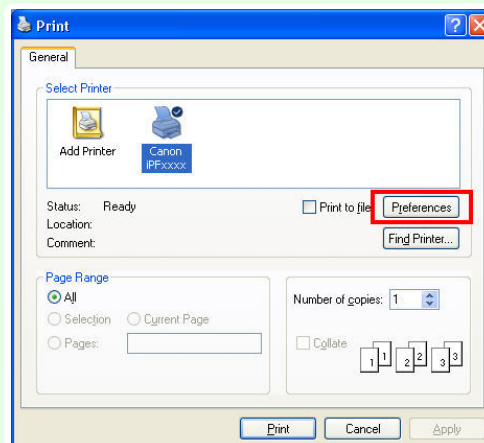 Print
General
Select Printer
Add Printer
Canon
iPFxxxx
Status: Ready
Location:
Comment:
Print to file
Preferences
Find Printer...
Page Range
All
Selection
Current Page
Pages:
Number of copies: 1
Collate
1 1 2 2 3 3
Print
Cancel
Apply